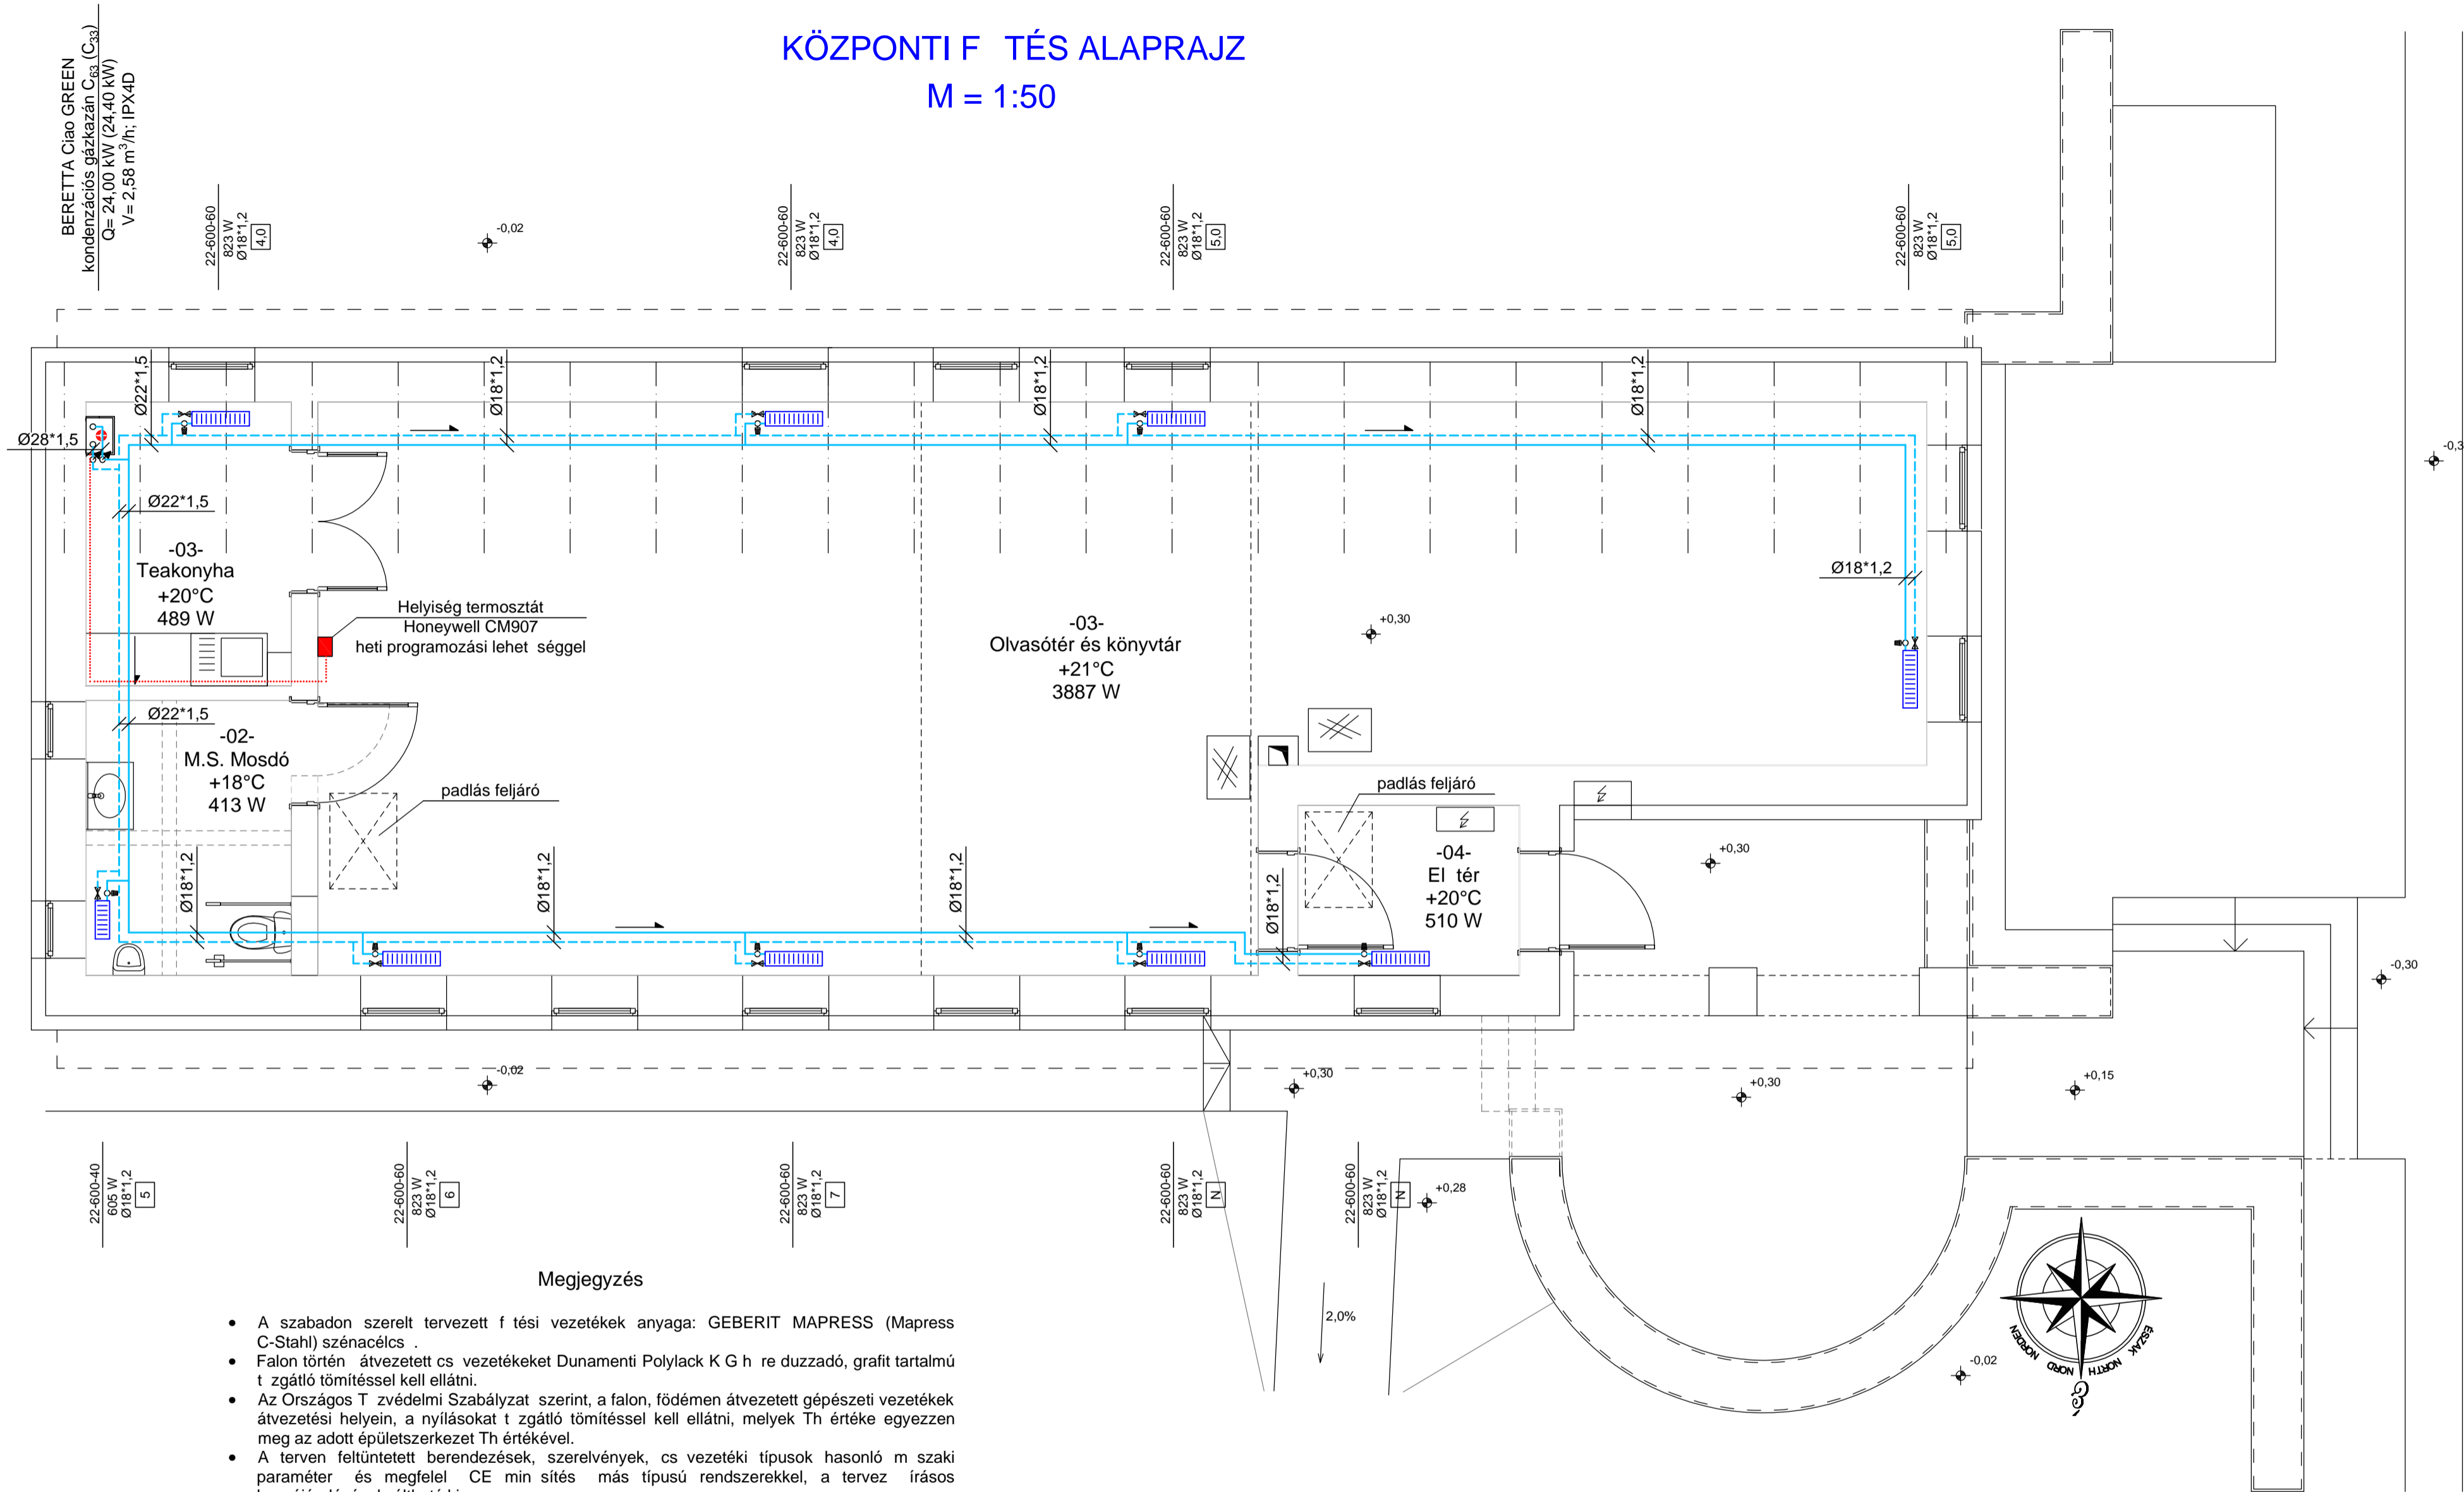 KÖZPONTI F TÉS ALAPRAJZ
M = 1:50
BERETTA Ciao GREEN
kondenzációs gázkazán C63 (C33)
Q= 24,00 kW (24,40 kW)
V= 2,58 m³/h; IPX4D
22-600-60
823 W
Ø18*1,2
4,0
-0,02
22-600-60
823 W
Ø18*1,2
4,0
22-600-60
823 W
Ø18*1,2
5,0
22-600-60
823 W
Ø18*1,2
5,0
Ø22*1,5
Ø18*1,2
Ø18*1,2
Ø18*1,2
Ø28*1,5
-0,3
Ø22*1,5
-03-
Teakonyha
+20°C
489 W
Helyiség termosztát
Honeywell CM907
heti programozási lehet séggel
-03-
Olvasótér és könyvtár
+21°C
3887 W
+0,30
Ø18*1,2
Ø22*1,5
-02-
M.S. Mosdó
+18°C
413 W
padlás feljáró
padlás feljáró
-04-
El tér
+20°C
510 W
+0,30
Ø18*1,2
Ø18*1,2
Ø18*1,2
Ø18*1,2
-0,30
-0,02
+0,30
+0,30
+0,15
22-600-40
605 W
Ø18*1,2
5
22-600-60
823 W
Ø18*1,2
6
22-600-60
823 W
Ø18*1,2
7
22-600-60
823 W
Ø18*1,2
N
22-600-60
823 W
Ø18*1,2
N
+0,28
2,0%
-0,02
ÉSZAK NORTH NORD NORDEN
É
Megjegyzés
• A szabadon szerelt tervezett f tési vezetékek anyaga: GEBERIT MAPRESS (Mapress
C-Stahl) szénacélcs .
• Falon történ átvezetett cs vezetékeket Dunamenti Polylack K G h re duzzadó, grafit tartalmú
t zgátló tömítéssel kell ellátni.
• Az Országos T zvédelmi Szabályzat szerint, a falon, födémen átvezetett gépészeti vezetékek
átvezetési helyein, a nyílásokat t zgátló tömítéssel kell ellátni, melyek Th értéke egyezzen
meg az adott épületszerkezet Th értékével.
• A terven feltüntetett berendezések, szerelvények, cs vezetéki típusok hasonló m szaki
paraméter és megfelel CE min sítés más típusú rendszerekkel, a tervez írásos